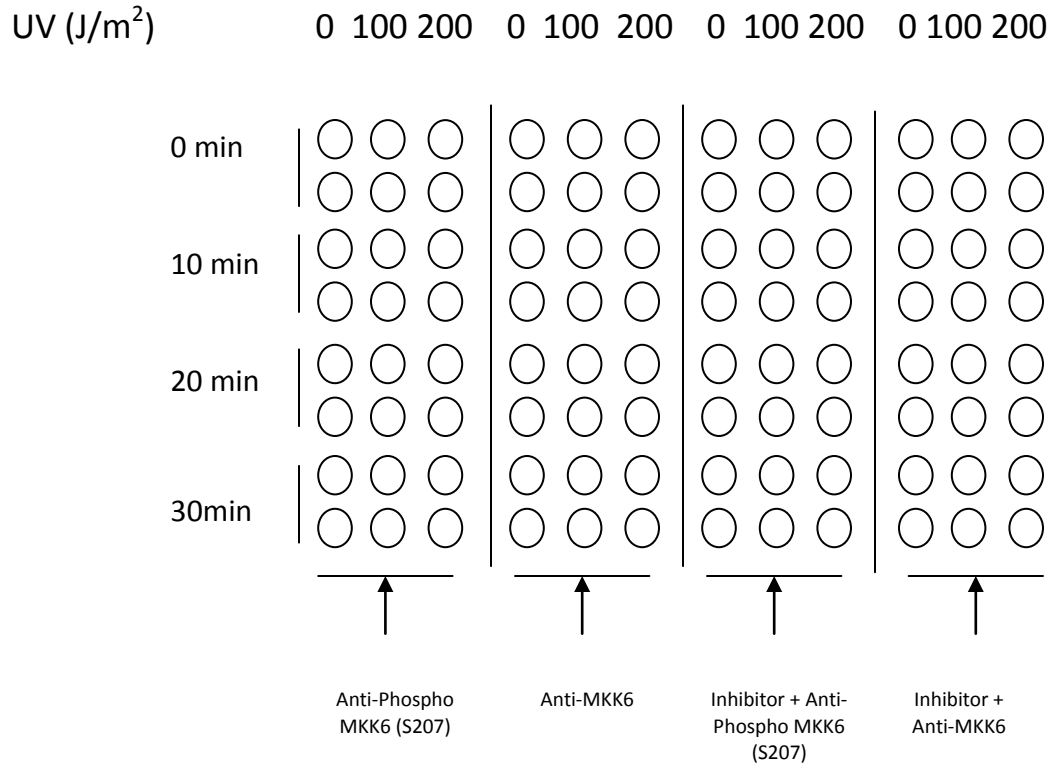 UV (J/m²) 0 100 200 0 100 200 0 100 200 0 100 200
0 min
10 min
20 min
30min
Anti-Phospho
MKK6 (S207)
Anti-MKK6
Inhibitor + Anti-
Phospho MKK6
(S207)
Inhibitor +
Anti-MKK6